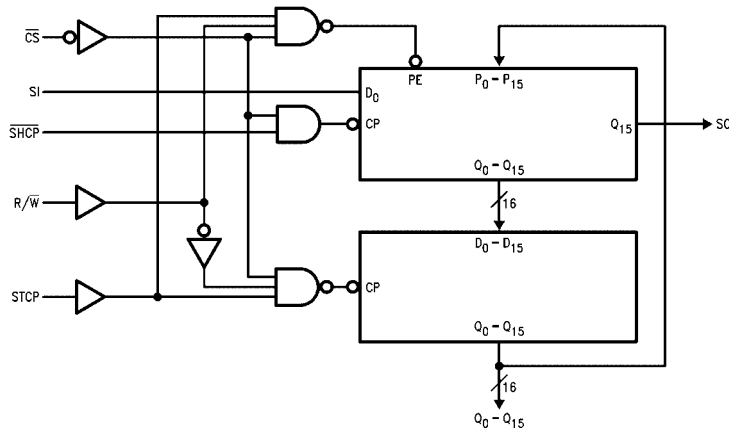 CS
PE
P0 – P15
SI
D0
SHCP
CP
Q15
SO
Q0 – Q15
16
R/W
D0 – D15
STCP
CP
Q0 – Q15
16
Q0 – Q15